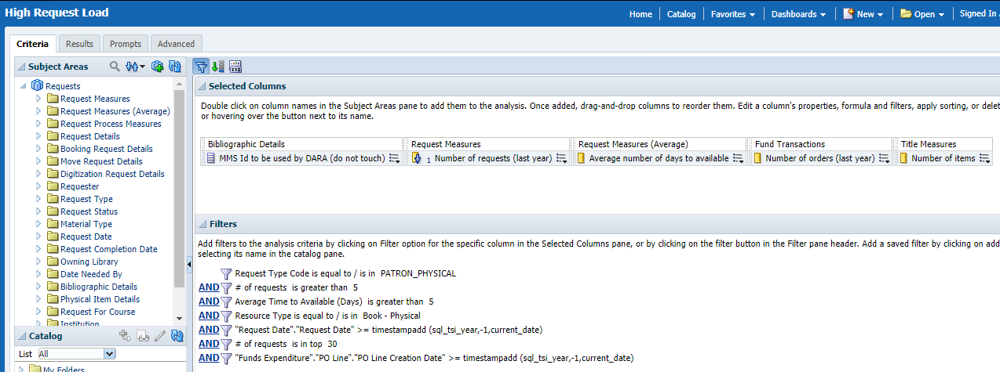 High Request Load
Home Catalog Favorites Dashboards New Open Signed In
Criteria Results Prompts Advanced
Subject Areas
Requests
Request Measures
Request Measures (Average)
Request Process Measures
Request Details
Booking Request Details
Move Request Details
Digitization Request Details
Requester
Request Type
Request Status
Material Type
Request Date
Request Completion Date
Owning Library
Date Needed By
Bibliographic Details
Physical Item Details
Request For Course
Institution
Catalog
List All
My Folders
Selected Columns
Double click on column names in the Subject Areas pane to add them to the analysis. Once added, drag-and-drop columns to reorder them. Edit a column's properties, formula and filters, apply sorting, or delet
or hovering over the button next to its name.
Bibliographic Details Request Measures Request Measures (Average) Fund Transactions Title Measures
MMS Id to be used by DARA (do not touch) 1 Number of requests (last year) Average number of days to available Number of orders (last year) Number of items
Filters
Add filters to the analysis criteria by clicking on Filter option for the specific column in the Selected Columns pane, or by clicking on the filter button in the Filter pane header. Add a saved filter by clicking on add
selecting its name in the catalog pane.
Request Type Code is equal to / is in PATRON_PHYSICAL
AND # of requests is greater than 5
AND Average Time to Available (Days) is greater than 5
AND Resource Type is equal to / is in Book - Physical
AND "Request Date"."Request Date" >= timestampadd (sql_tsi_year,-1,current_date)
AND # of requests is in top 30
AND "Funds Expenditure"."PO Line"."PO Line Creation Date" >= timestampadd (sql_tsi_year,-1,current_date)